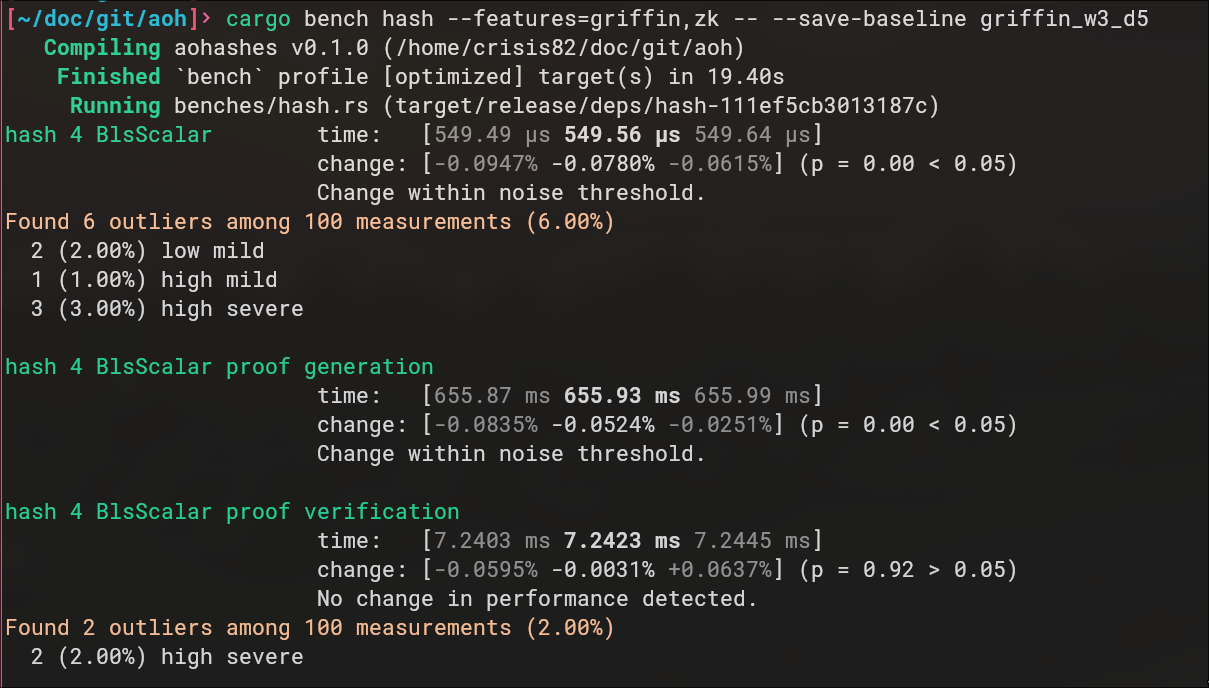 [~/doc/git/aoh]› cargo bench hash --features=griffin,zk -- --save-baseline griffin_w3_d5
Compiling aohashes v0.1.0 (/home/crisis82/doc/git/aoh)
Finished `bench` profile [optimized] target(s) in 19.40s
Running benches/hash.rs (target/release/deps/hash-111ef5cb3013187c)
hash 4 BlsScalar time: [549.49 µs 549.56 µs 549.64 µs]
change: [-0.0947% -0.0780% -0.0615%] (p = 0.00 < 0.05)
Change within noise threshold.
Found 6 outliers among 100 measurements (6.00%)
2 (2.00%) low mild
1 (1.00%) high mild
3 (3.00%) high severe
hash 4 BlsScalar proof generation
time: [655.87 ms 655.93 ms 655.99 ms]
change: [-0.0835% -0.0524% -0.0251%] (p = 0.00 < 0.05)
Change within noise threshold.
hash 4 BlsScalar proof verification
time: [7.2403 ms 7.2423 ms 7.2445 ms]
change: [-0.0595% -0.0031% +0.0637%] (p = 0.92 > 0.05)
No change in performance detected.
Found 2 outliers among 100 measurements (2.00%)
2 (2.00%) high severe